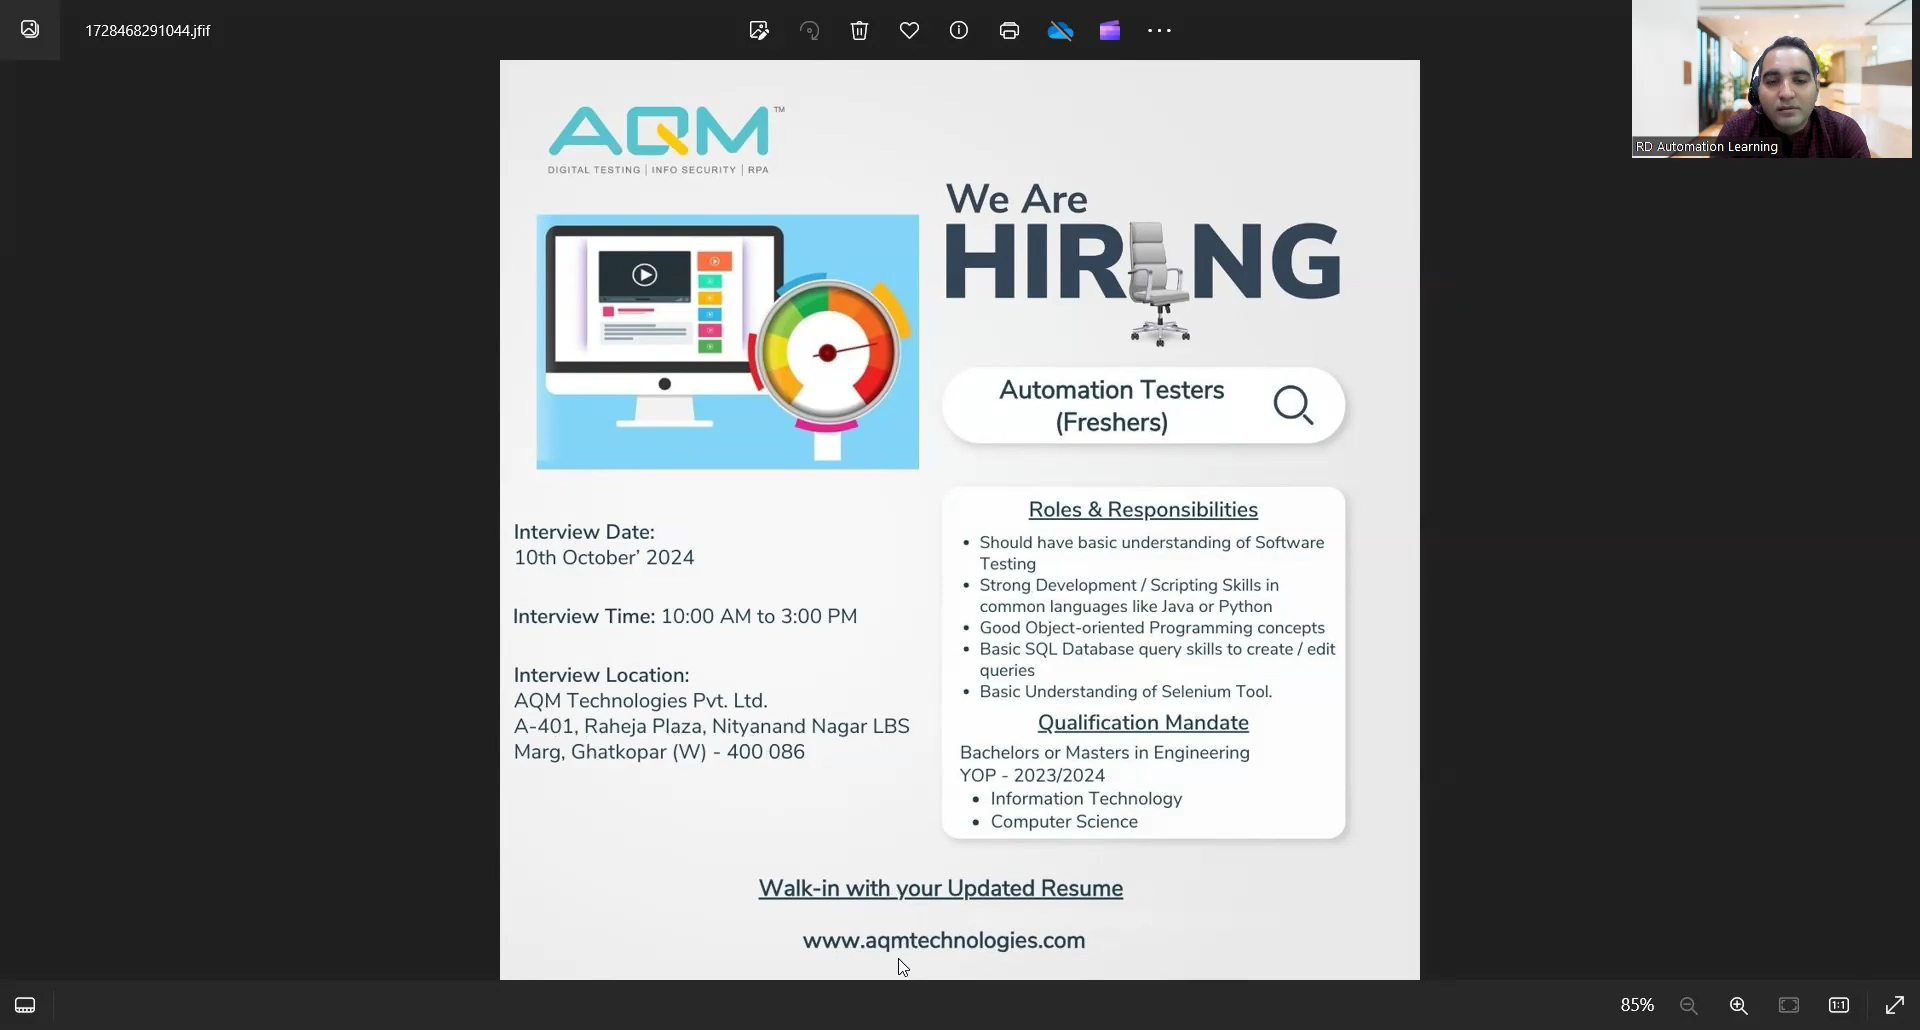 1728468291044.jfif
RD Automation Learning
AQM™
DIGITAL TESTING | INFO SECURITY | RPA
We Are
HIRING
Automation Testers
(Freshers)
Interview Date:
10th October’ 2024
Interview Time: 10:00 AM to 3:00 PM
Interview Location:
AQM Technologies Pvt. Ltd.
A-401, Raheja Plaza, Nityanand Nagar LBS
Marg, Ghatkopar (W) - 400 086
Roles & Responsibilities
• Should have basic understanding of Software
Testing
• Strong Development / Scripting Skills in
common languages like Java or Python
• Good Object-oriented Programming concepts
• Basic SQL Database query skills to create / edit
queries
• Basic Understanding of Selenium Tool.
Qualification Mandate
Bachelors or Masters in Engineering
YOP - 2023/2024
• Information Technology
• Computer Science
Walk-in with your Updated Resume
www.aqmtechnologies.com
85%
1:1